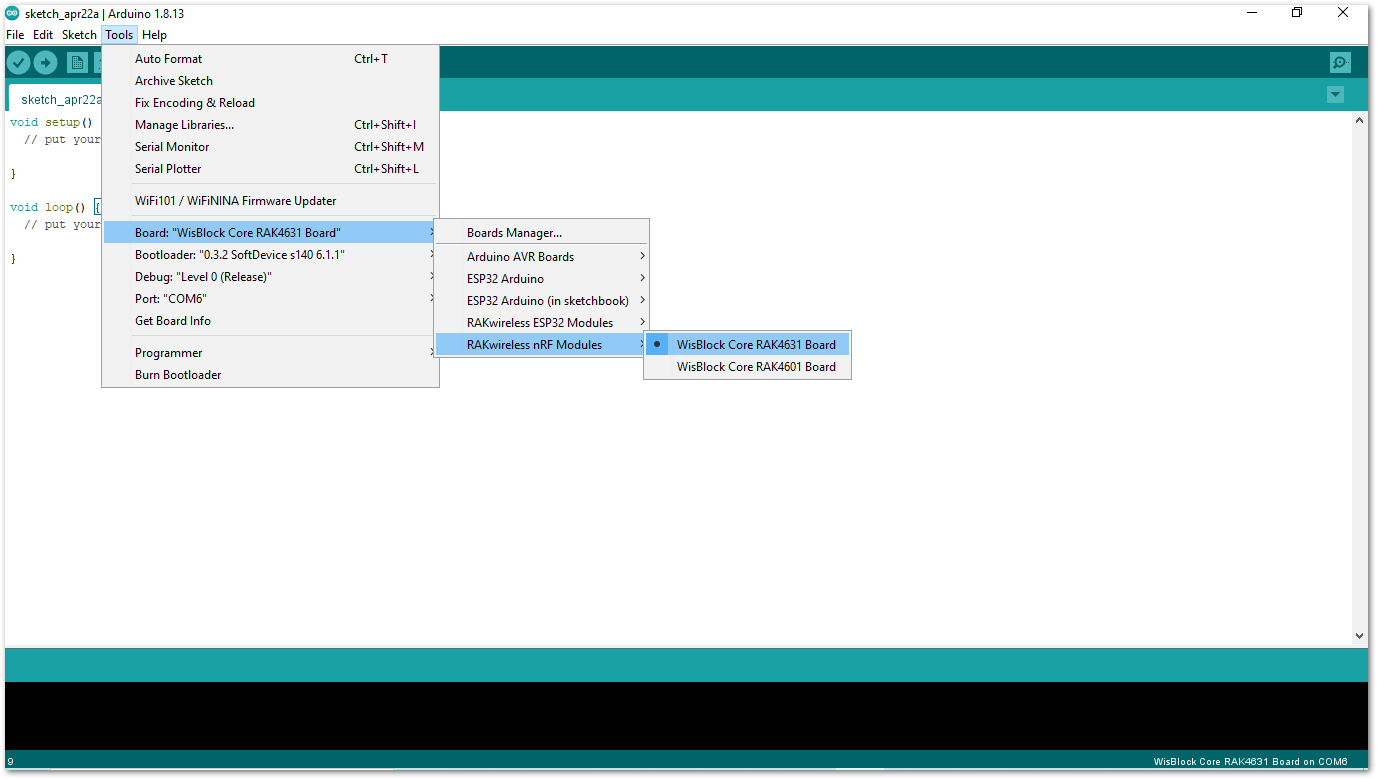 sketch_apr22a | Arduino 1.8.13
File Edit Sketch Tools Help
sketch_apr22a
void setup()
// put your
}
void loop() {
// put your
}
Auto Format Ctrl+T
Archive Sketch
Fix Encoding & Reload
Manage Libraries... Ctrl+Shift+I
Serial Monitor Ctrl+Shift+M
Serial Plotter Ctrl+Shift+L
WiFi101 / WiFiNINA Firmware Updater
Board: "WisBlock Core RAK4631 Board"
Bootloader: "0.3.2 SoftDevice s140 6.1.1"
Debug: "Level 0 (Release)"
Port: "COM6"
Get Board Info
Programmer
Burn Bootloader
Boards Manager...
Arduino AVR Boards
ESP32 Arduino
ESP32 Arduino (in sketchbook)
RAKwireless ESP32 Modules
RAKwireless nRF Modules
WisBlock Core RAK4631 Board
WisBlock Core RAK4601 Board
9 WisBlock Core RAK4631 Board on COM6